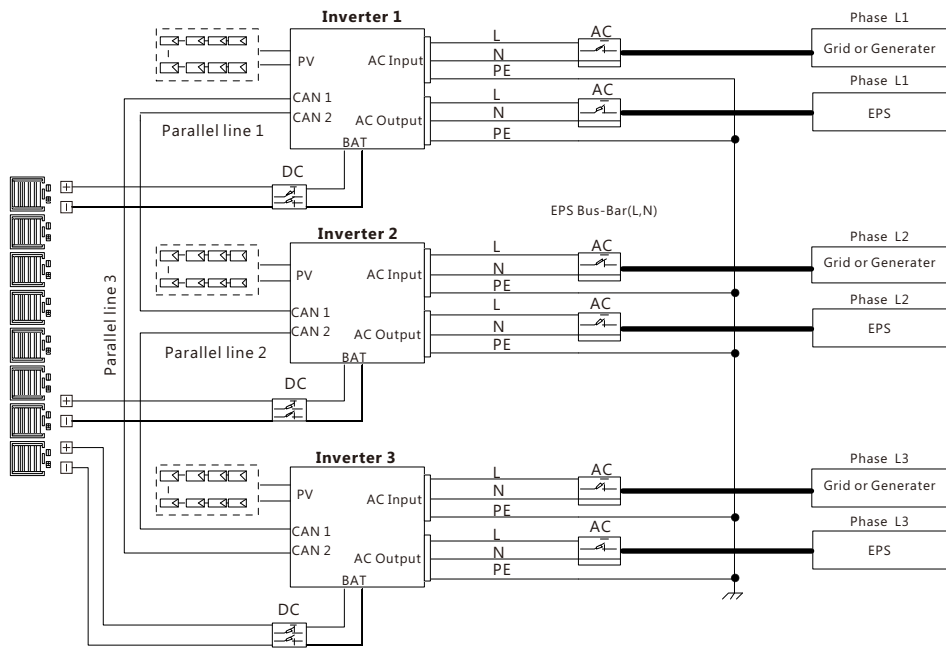 Inverter 1
PV
AC Input
CAN 1
CAN 2
AC Output
BAT
L
N
PE
AC
L
N
PE
AC
Phase L1
Grid or Generater
Phase L1
EPS
Parallel line 1
DC
+
−
EPS Bus-Bar(L,N)
Inverter 2
PV
AC Input
CAN 1
CAN 2
AC Output
BAT
L
N
PE
AC
L
N
PE
AC
Phase L2
Grid or Generater
Phase L2
EPS
Parallel line 3
Parallel line 2
DC
+
−
Inverter 3
PV
AC Input
CAN 1
CAN 2
AC Output
BAT
L
N
PE
AC
L
N
PE
AC
Phase L3
Grid or Generater
Phase L3
EPS
+
−
DC